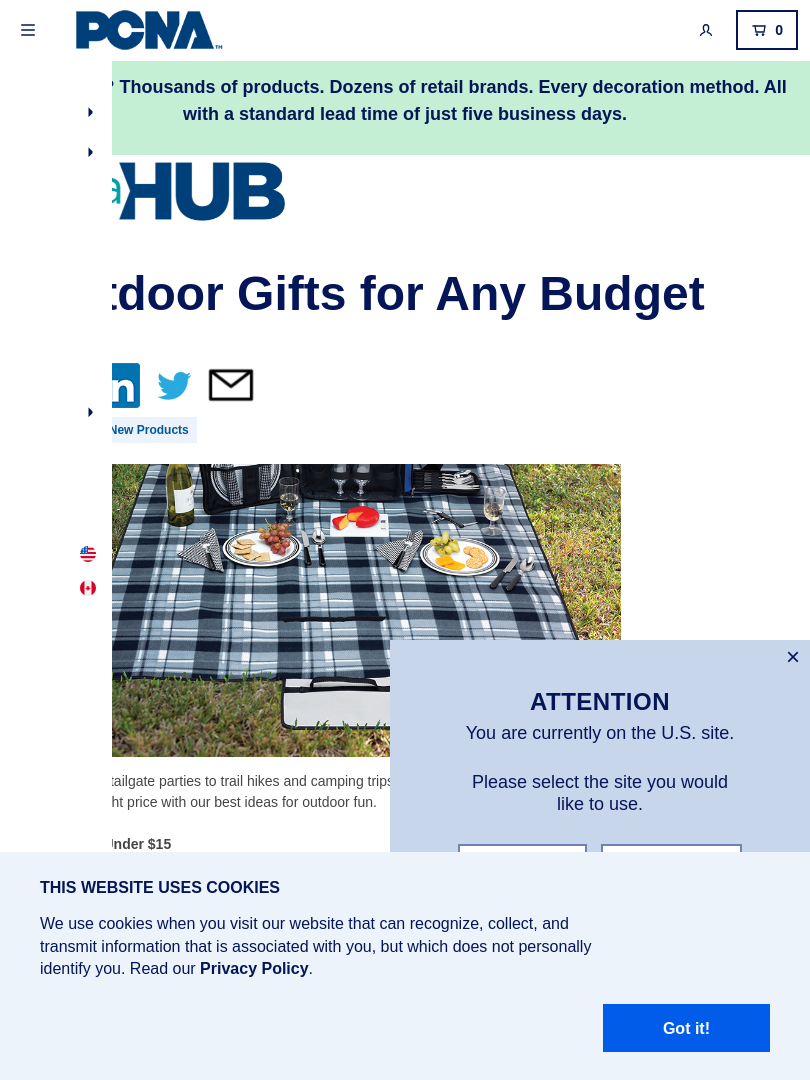 PCNA™
0
? Thousands of products. Dozens of retail brands. Every decoration method. All
with a standard lead time of just five business days.
HUB
tdoor Gifts for Any Budget
New Products
tailgate parties to trail hikes and camping trips
ht price with our best ideas for outdoor fun.
Under $15
ATTENTION
You are currently on the U.S. site.
Please select the site you would
like to use.
THIS WEBSITE USES COOKIES
We use cookies when you visit our website that can recognize, collect, and
transmit information that is associated with you, but which does not personally
identify you. Read our Privacy Policy.
Got it!